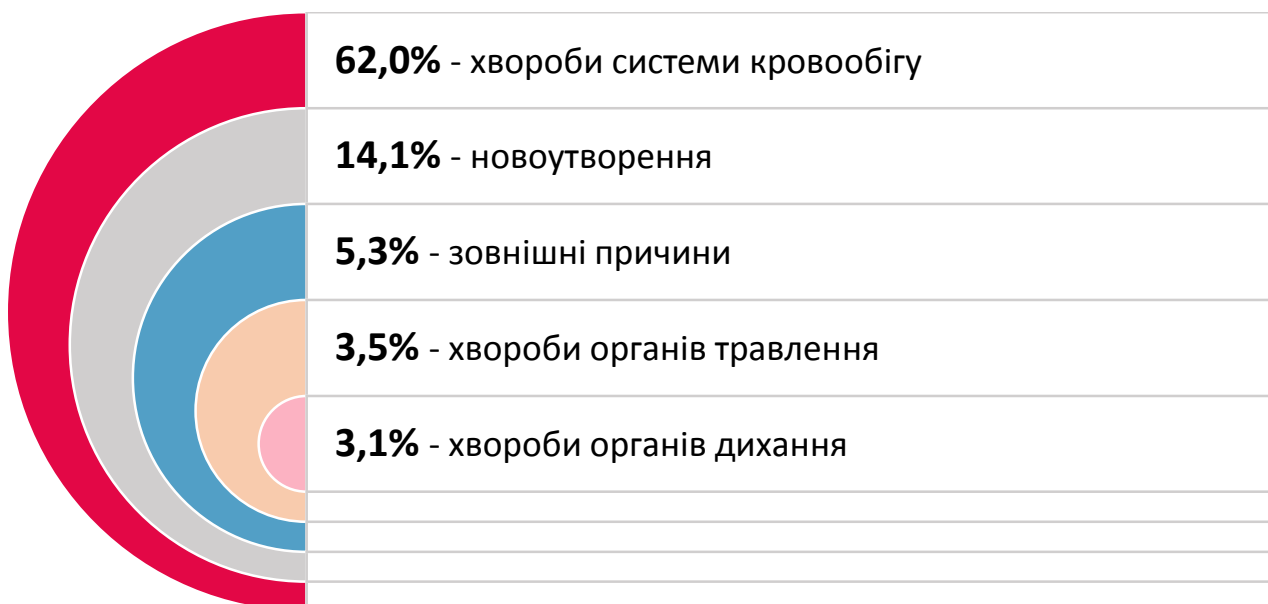 62,0% - хвороби системи кровообігу
14,1% - новоутворення
5,3% - зовнішні причини
3,5% - хвороби органів травлення
3,1% - хвороби органів дихання